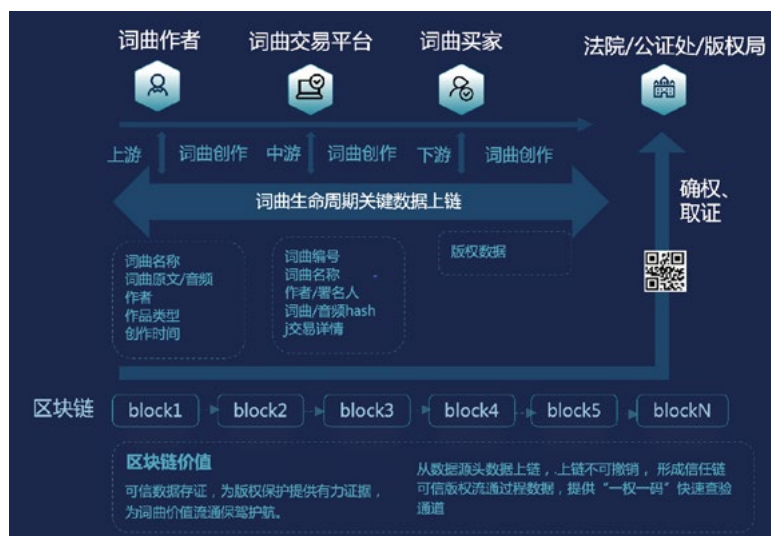 词曲作者 词曲交易平台 词曲买家 法院/公证处/版权局
上游 词曲创作 中游 词曲创作 下游 词曲创作
词曲生命周期关键数据上链
确权、
取证
词曲名称
词曲原文/音频
作者
作品类型
创作时间
词曲编号
词曲名称
作者/署名人
词曲/音频hash
j交易详情
版权数据
区块链 block1 block2 block3 block4 block5 blockN
区块链价值
可信数据存证，为版权保护提供有力证据，
为词曲价值流通保驾护航。
从数据源头数据上链，上链不可撤销，形成信任链
可信版权流通过程数据，提供“一权一码”快速查验
通道